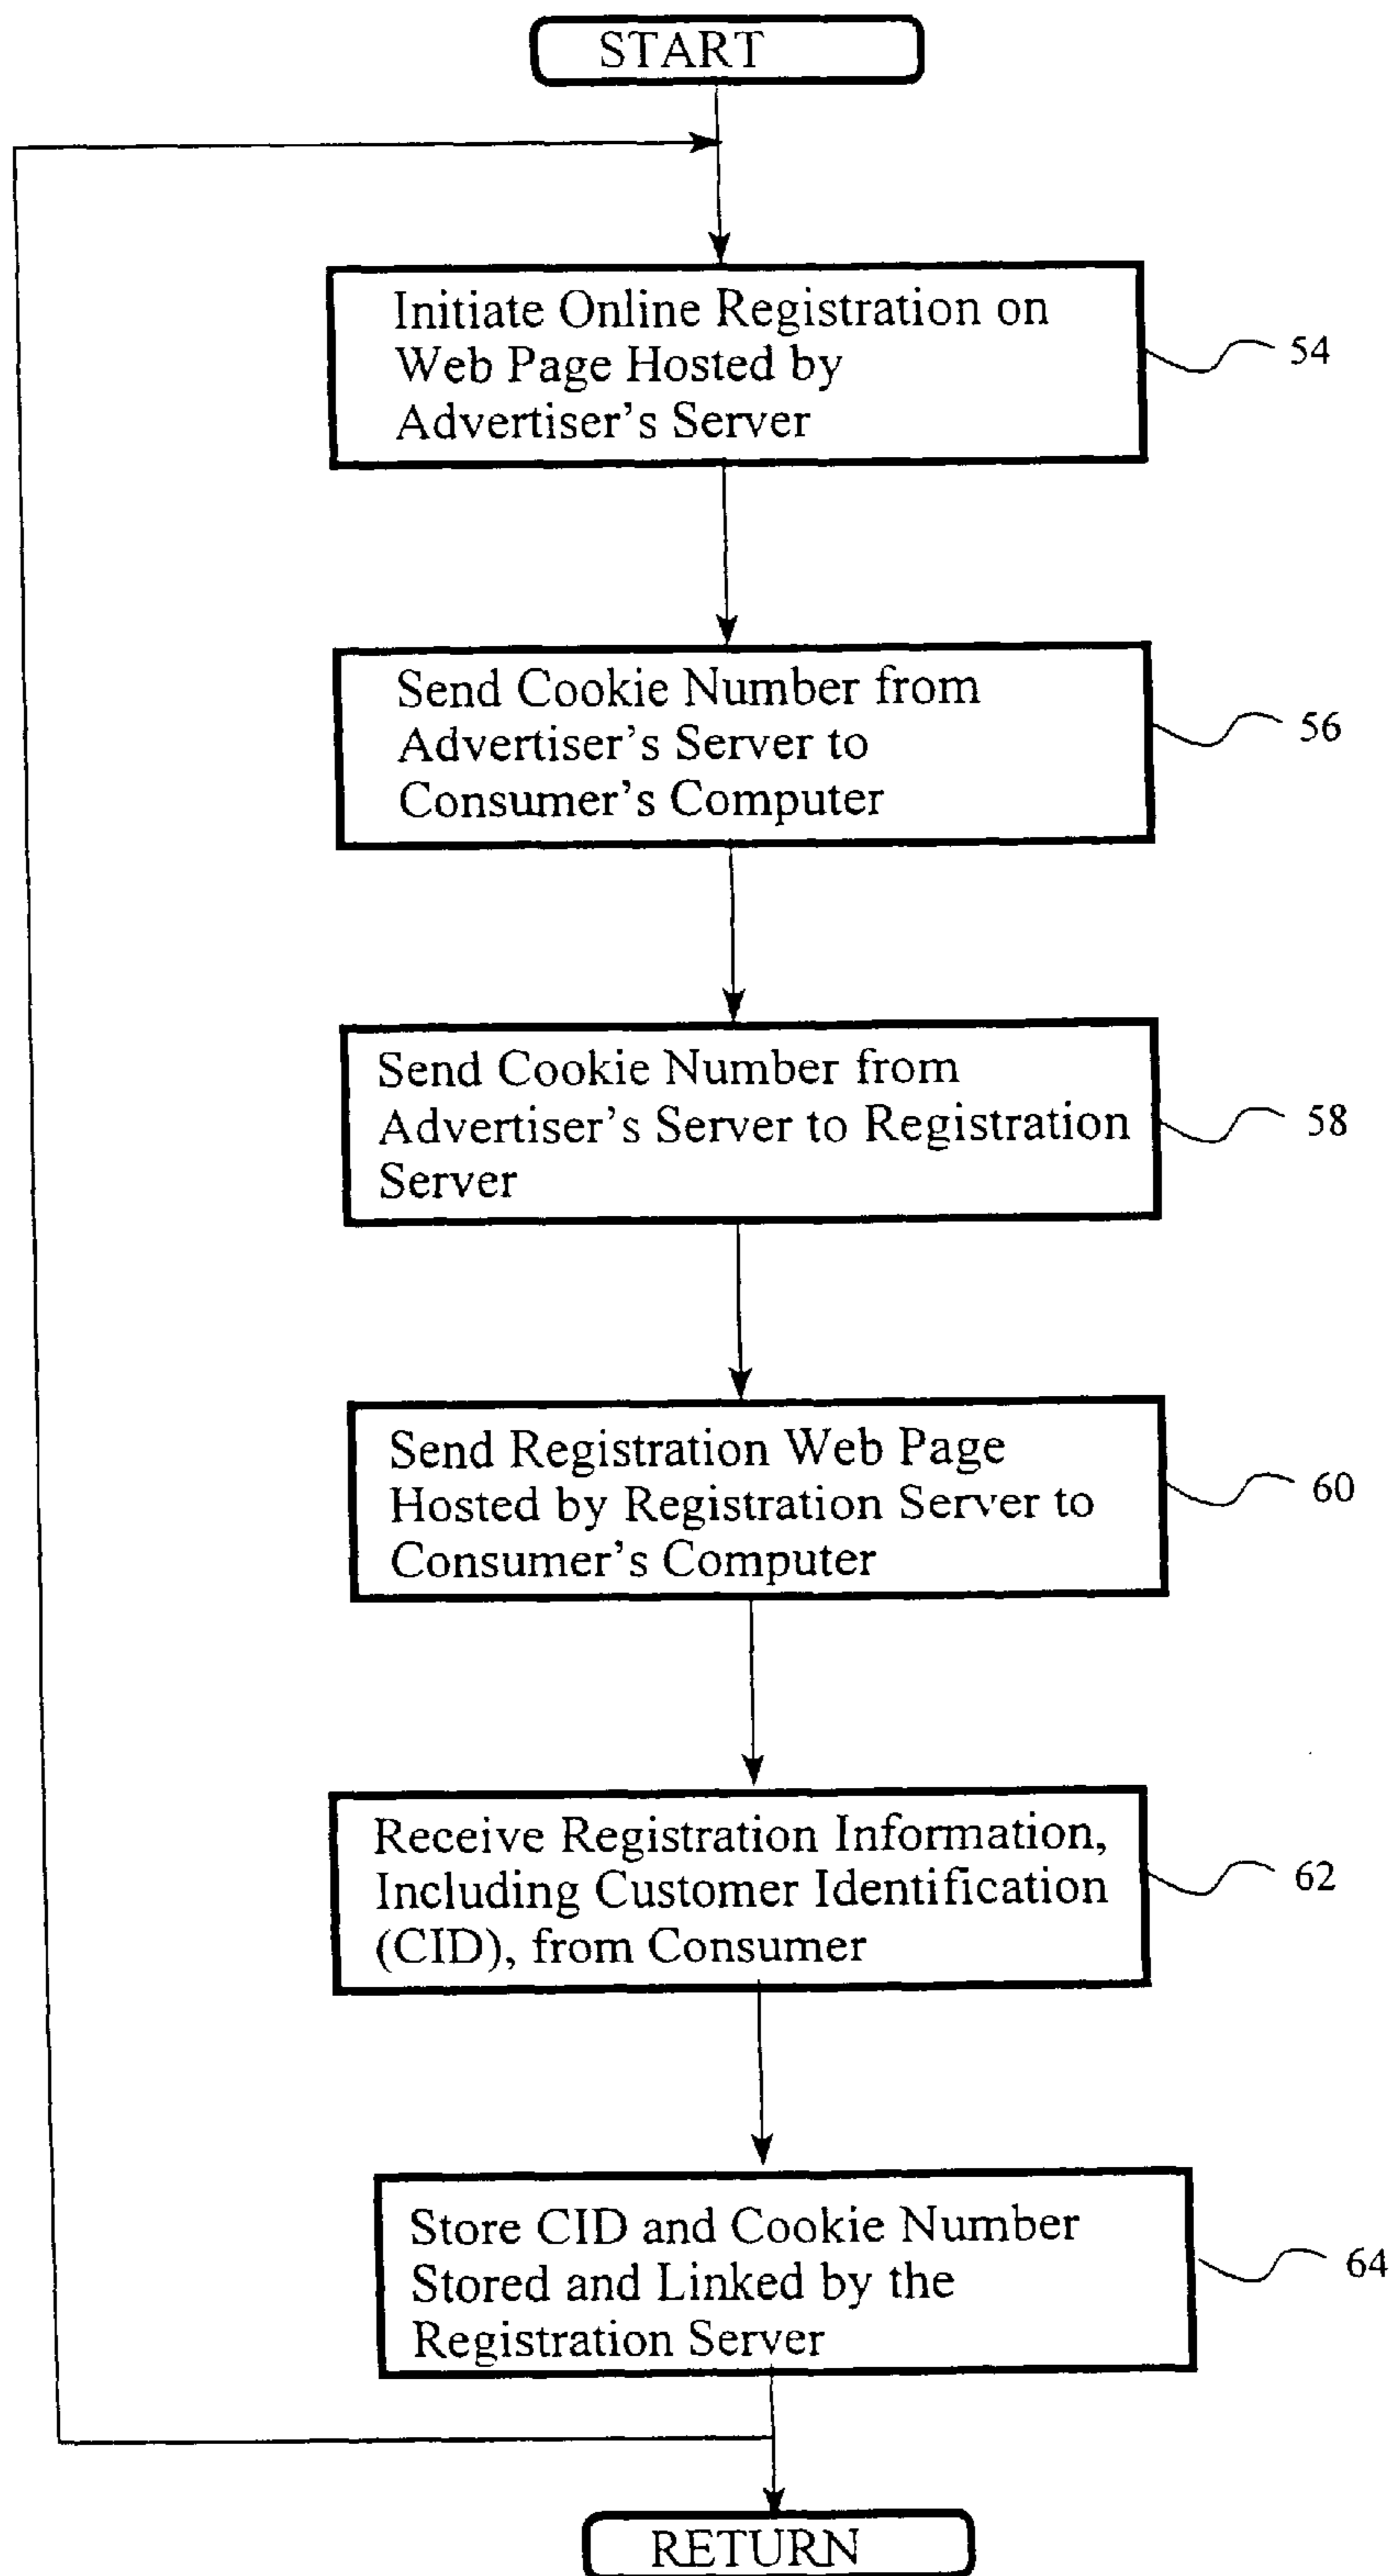 START
Initiate Online Registration on
Web Page Hosted by
Advertiser's Server
54
Send Cookie Number from
Advertiser's Server to
Consumer's Computer
56
Send Cookie Number from
Advertiser's Server to Registration
Server
58
Send Registration Web Page
Hosted by Registration Server to
Consumer's Computer
60
Receive Registration Information,
Including Customer Identification
(CID), from Consumer
62
Store CID and Cookie Number
Stored and Linked by the
Registration Server
64
RETURN